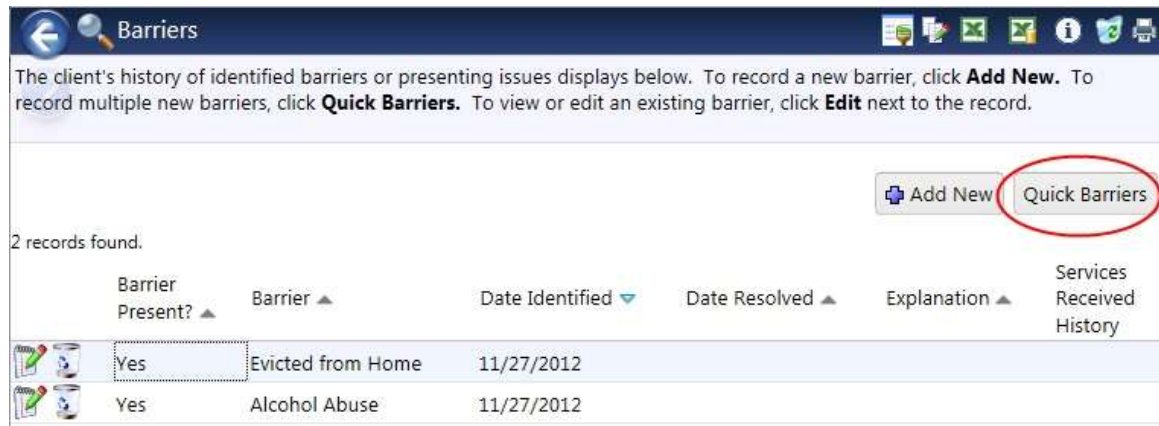 Barriers
The client's history of identified barriers or presenting issues displays below. To record a new barrier, click Add New. To
record multiple new barriers, click Quick Barriers. To view or edit an existing barrier, click Edit next to the record.
Add New Quick Barriers
2 records found.
Barrier Present? Barrier Date Identified Date Resolved Explanation Services Received History
Yes Evicted from Home 11/27/2012
Yes Alcohol Abuse 11/27/2012